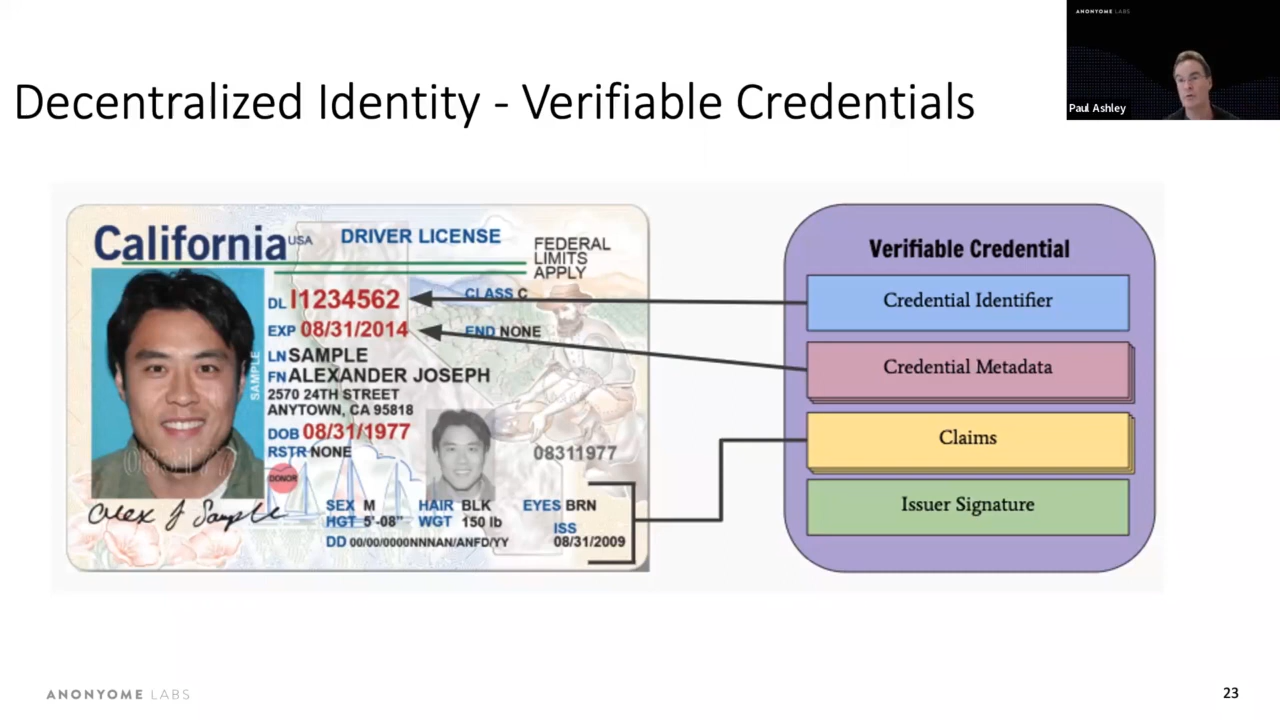 ANONYOME LABS
Paul Ashley
Decentralized Identity - Verifiable Credentials
California USA DRIVER LICENSE
FEDERAL
LIMITS
APPLY
DL I1234562 CLASS C
EXP 08/31/2014 END NONE
LN SAMPLE
FN ALEXANDER JOSEPH
2570 24TH STREET
ANYTOWN, CA 95818
DOB 08/31/1977
RSTR NONE
08311977
SAMPLE
DONOR
SEX M HAIR BLK EYES BRN
HGT 5'-08" WGT 150 lb
ISS
DD 00/00/0000NNNAN/ANFD/YY 08/31/2009
Alex J Sample
Verifiable Credential
Credential Identifier
Credential Metadata
Claims
Issuer Signature
ANONYOME LABS
23